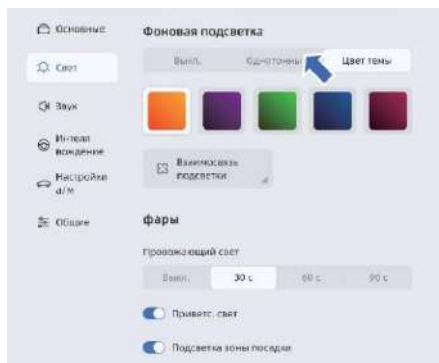 Основные
Свет
Звук
Интелл
вождение
Настройки
а/м
Общие
Фоновая подсветка
Выкл.
Однотонны
Цвет темы
Взаимосвязь
подсветки
фары
Провожающий свет
Выкл.
30 с
60 с
90 с
Приветс. свет
Подсветка зоны посадки